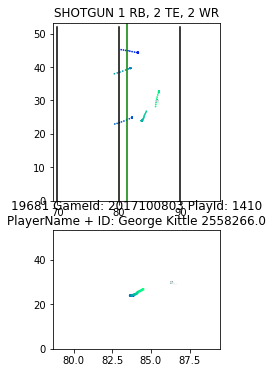 SHOTGUN 1 RB, 2 TE, 2 WR
50
40
30
20
10
0
70 80 90
19681 GameId: 2017100803 PlayId: 1410
PlayerName + ID: George Kittle 2558266.0
40
20
0
80.0 82.5 85.0 87.5